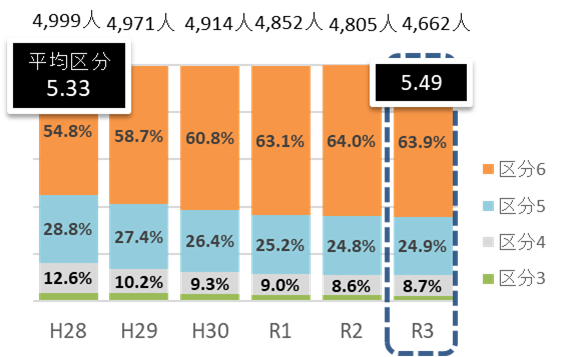 4,999人 4,971人 4,914人 4,852人 4,805人 4,662人
平均区分
5.33
5.49
54.8% 58.7% 60.8% 63.1% 64.0% 63.9%
28.8% 27.4% 26.4% 25.2% 24.8% 24.9%
12.6% 10.2% 9.3% 9.0% 8.6% 8.7%
H28 H29 H30 R1 R2 R3
区分6
区分5
区分4
区分3